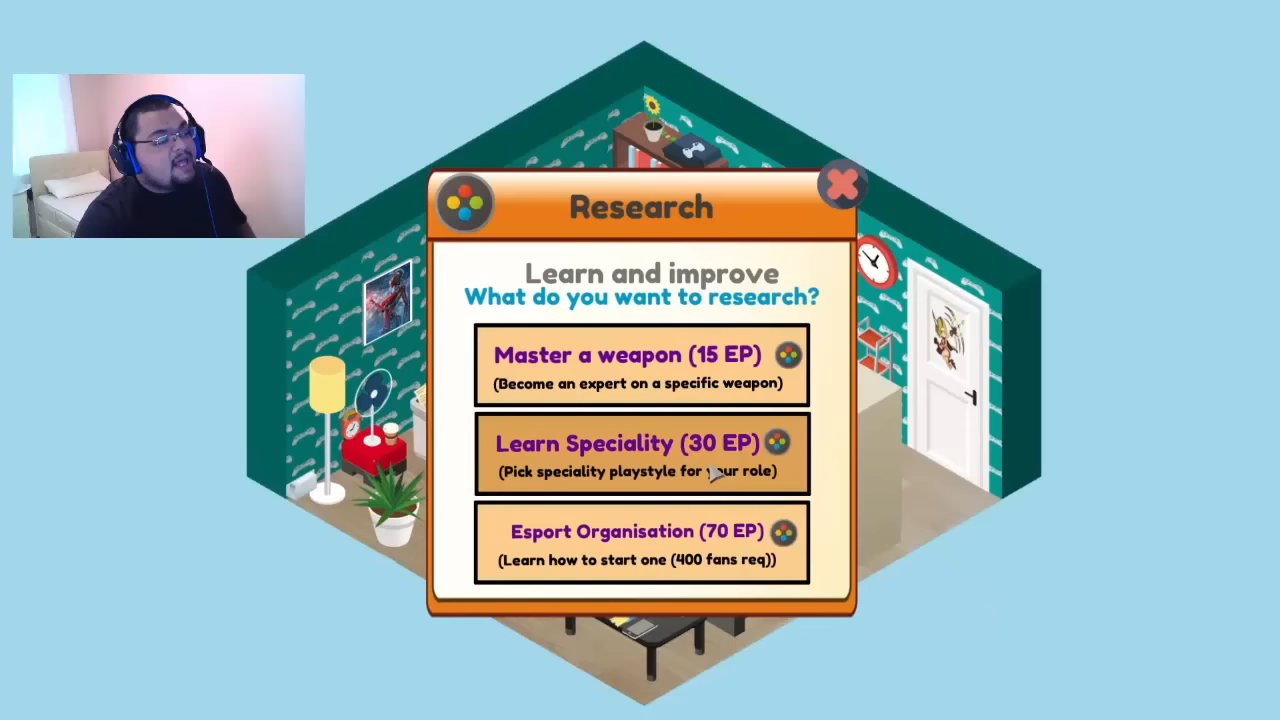 Research
Learn and improve
What do you want to research?
Master a weapon (15 EP)
(Become an expert on a specific weapon)
Learn Speciality (30 EP)
(Pick speciality playstyle for your role)
Esport Organisation (70 EP)
(Learn how to start one (400 fans req))